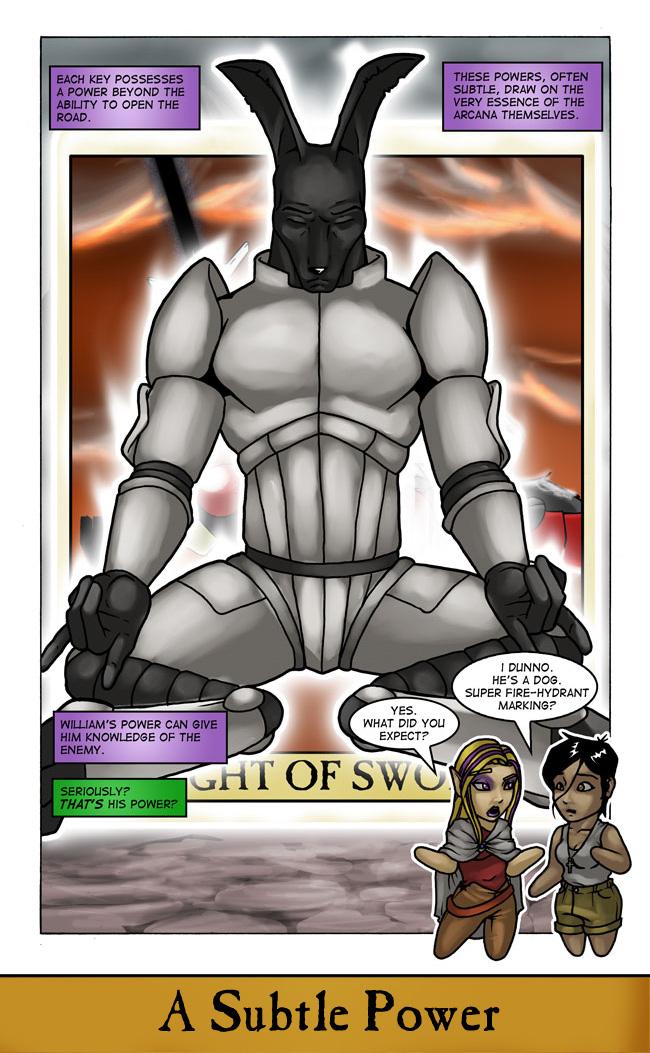 EACH KEY POSSESSES
A POWER BEYOND THE
ABILITY TO OPEN THE
ROAD.
THESE POWERS, OFTEN
SUBTLE, DRAW ON THE
VERY ESSENCE OF THE
ARCANA THEMSELVES.
WILLIAM'S POWER CAN GIVE
HIM KNOWLEDGE OF THE
ENEMY.
SERIOUSLY?
THAT'S HIS POWER?
GHT OF SWO
YES.
WHAT DID YOU
EXPECT?
I DUNNO.
HE'S A DOG.
SUPER FIRE-HYDRANT
MARKING?
A Subtle Power